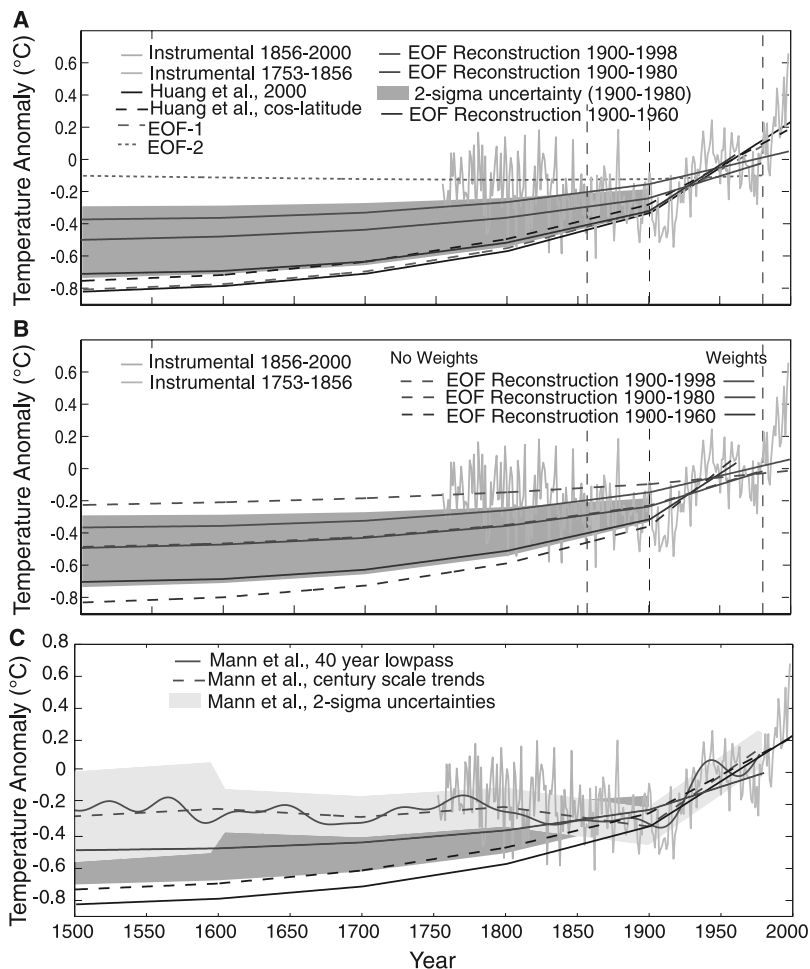 A
Temperature Anomaly (°C)
0.6
0.4
0.2
0
-0.2
-0.4
-0.6
-0.8
Instrumental 1856-2000
Instrumental 1753-1856
Huang et al., 2000
Huang et al., cos-latitude
EOF-1
EOF-2
EOF Reconstruction 1900-1998
EOF Reconstruction 1900-1980
2-sigma uncertainty (1900-1980)
EOF Reconstruction 1900-1960
B
Temperature Anomaly (°C)
0.6
0.4
0.2
0
-0.2
-0.4
-0.6
-0.8
Instrumental 1856-2000
Instrumental 1753-1856
No Weights
Weights
EOF Reconstruction 1900-1998
EOF Reconstruction 1900-1980
EOF Reconstruction 1900-1960
C
Temperature Anomaly (°C)
0.8
0.6
0.4
0.2
0
-0.2
-0.4
-0.6
-0.8
Mann et al., 40 year lowpass
Mann et al., century scale trends
Mann et al., 2-sigma uncertainties
1500 1550 1600 1650 1700 1750 1800 1850 1900 1950 2000
Year